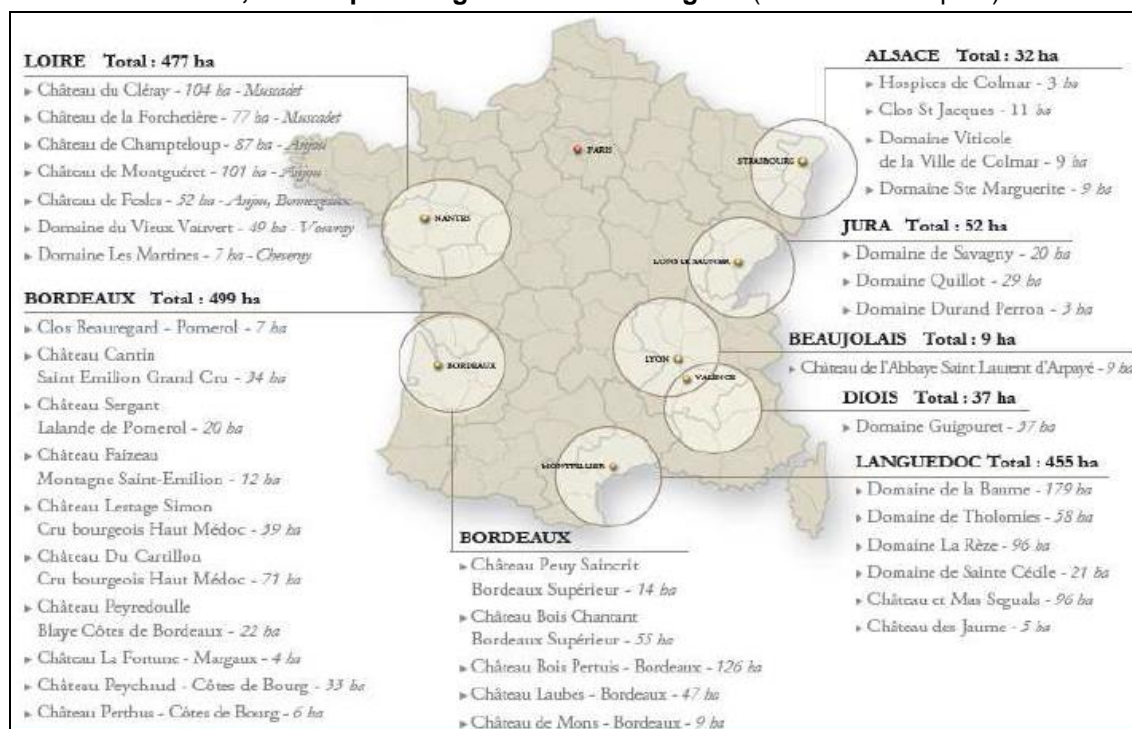 LOIRE Total : 477 ha
▸ Château du Cléray - 104 ha - Muscadet
▸ Château de la Forchetière - 77 ha - Muscadet
▸ Château de Champteloup - 87 ha - Anjou
▸ Château de Montguéret - 101 ha - Anjou
▸ Château de Fesles - 52 ha - Anjou, Bonnezeaux
▸ Domaine du Vieux Vauvert - 49 ha - Vouvray
▸ Domaine Les Martines - 7 ha - Cheverny
BORDEAUX Total : 499 ha
▸ Clos Beauregard - Pomerol - 7 ha
▸ Château Cantin
Saint Emilion Grand Cru - 34 ha
▸ Château Sergant
Lalande de Pomerol - 20 ha
▸ Château Faizeau
Montagne Saint-Emilion - 12 ha
▸ Château Lestage Simon
Cru bourgeois Haut Médoc - 39 ha
▸ Château Du Cartillon
Cru bourgeois Haut Médoc - 71 ha
▸ Château Peyredoulle
Blaye Côtes de Bordeaux - 22 ha
▸ Château La Fortune - Margaux - 4 ha
▸ Château Peychaud - Côtes de Bourg - 33 ha
▸ Château Perthus - Côtes de Bourg - 6 ha
BORDEAUX
▸ Château Peuy Saincrit
Bordeaux Supérieur - 14 ha
▸ Château Bois Chantant
Bordeaux Supérieur - 55 ha
▸ Château Bois Pertuis - Bordeaux - 126 ha
▸ Château Laubes - Bordeaux - 47 ha
▸ Château de Mons - Bordeaux - 9 ha
PARIS
STRASBOURG
NANTES
LONS LE SAUNIER
LYON
VALENCE
BORDEAUX
MONTPELLIER
ALSACE Total : 32 ha
▸ Hospices de Colmar - 3 ha
▸ Clos St Jacques - 11 ha
▸ Domaine Viticole
de la Ville de Colmar - 9 ha
▸ Domaine Ste Marguerite - 9 ha
JURA Total : 52 ha
▸ Domaine de Savagny - 20 ha
▸ Domaine Quillot - 29 ha
▸ Domaine Durand Perron - 3 ha
BEAUJOLAIS Total : 9 ha
▸ Château de l'Abbaye Saint Laurent d'Arpayé - 9 ha
DIOIS Total : 37 ha
▸ Domaine Guigouret - 37 ha
LANGUEDOC Total : 455 ha
▸ Domaine de la Baume - 179 ha
▸ Domaine de Tholomies - 58 ha
▸ Domaine La Rèze - 96 ha
▸ Domaine de Sainte Cécile - 21 ha
▸ Château et Mas Seguala - 96 ha
▸ Château des Jaume - 5 ha